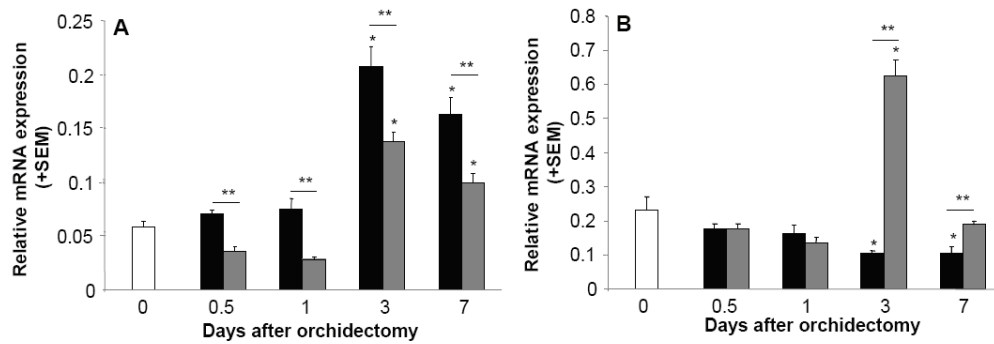 A
Relative mRNA expression
(+SEM)
0.25
0.2
0.15
0.1
0.05
0
** ** ** **
* * * *
0 0.5 1 3 7
Days after orchidectomy
B
Relative mRNA expression
(+SEM)
0.8
0.7
0.6
0.5
0.4
0.3
0.2
0.1
0
** **
* * *
0 0.5 1 3 7
Days after orchidectomy